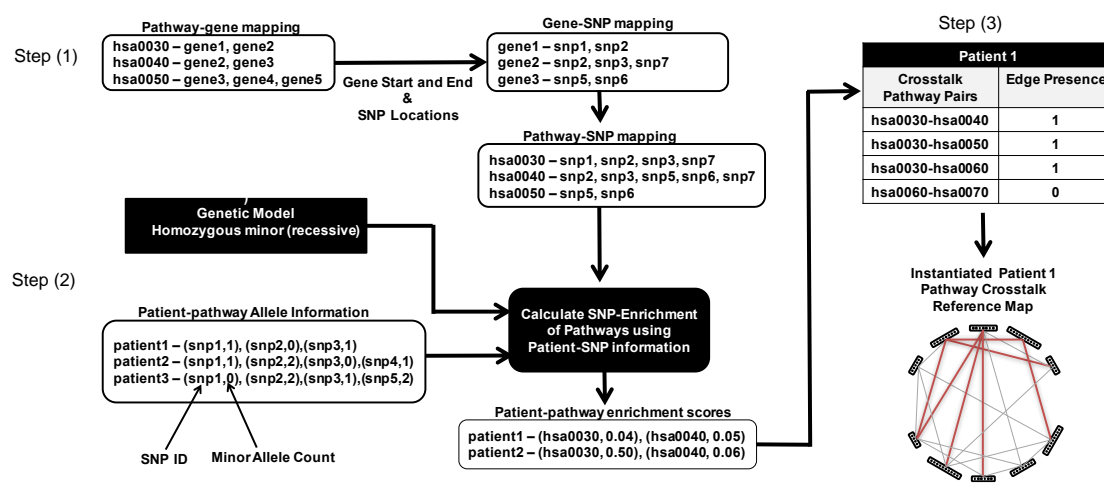 Step (1)
Pathway-gene mapping
hsa0030 – gene1, gene2
hsa0040 – gene2, gene3
hsa0050 – gene3, gene4, gene5
Gene Start and End
&
SNP Locations
Gene-SNP mapping
gene1 – snp1, snp2
gene2 – snp2, snp3, snp7
gene3 – snp5, snp6
Pathway-SNP mapping
hsa0030 – snp1, snp2, snp3, snp7
hsa0040 – snp2, snp3, snp5, snp6, snp7
hsa0050 – snp5, snp6
Step (2)
)
Genetic Model
Homozygous minor (recessive)
Patient-pathway Allele Information
patient1 – (snp1,1), (snp2,0),(snp3,1)
patient2 – (snp1,1), (snp2,2),(snp3,0),(snp4,1)
patient3 – (snp1,0), (snp2,2),(snp3,1),(snp5,2)
SNP ID
Minor Allele Count
Calculate SNP-Enrichment
of Pathways using
Patient-SNP information
Patient-pathway enrichment scores
patient1 – (hsa0030, 0.04), (hsa0040, 0.05)
patient2 – (hsa0030, 0.50), (hsa0040, 0.06)
Step (3)
Patient 1
Crosstalk Pathway Pairs Edge Presence
hsa0030-hsa0040 1
hsa0030-hsa0050 1
hsa0030-hsa0060 1
hsa0060-hsa0070 0
Instantiated Patient 1
Pathway Crosstalk
Reference Map